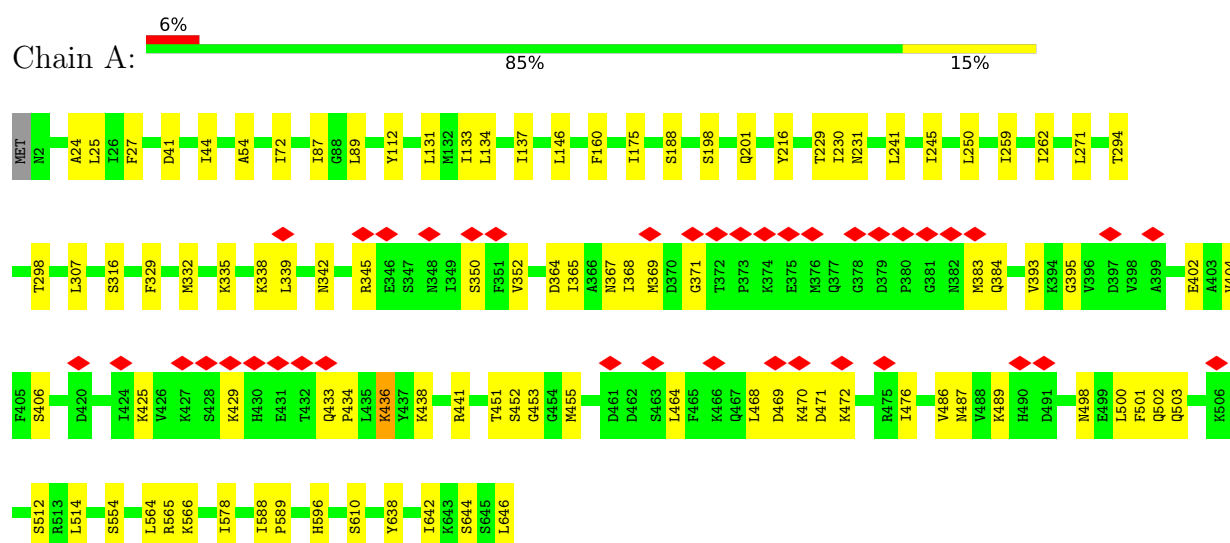 6%
Chain A:
85% 15%
MET N2 A24 L25 I26 F27 D41 I44 A54 I72 I87 G88 L89 Y112 L131 M132 I133 L134 I137 L146 F160 I175 S188 S198 Q201 Y216 T229 I230 N231 L241 I245 L250 I259 I262 L271 T294
T298 L307 S316 F329 M332 K335 K338 L339 N342 R345 E346 S347 N348 I349 S350 F351 V352 D364 I365 A366 N367 I368 M369 D370 G371 T372 P373 K374 E375 M376 Q377 G378 D379 P380 G381 N382 M383 Q384 V393 K394 G395 V396 D397 V398 A399 E402 A403 V404
F405 S406 D420 I424 K425 V426 K427 S428 K429 H430 E431 T432 Q433 P434 L435 K436 Y437 K438 R441 T451 S452 G453 G454 M455 D461 D462 S463 L464 F465 K466 Q467 L468 D469 K470 D471 K472 R475 I476 V486 N487 V488 K489 H490 D491 N498 E499 L500 F501 Q502 Q503 K506
S512 R513 L514 S554 L564 R565 K566 I578 I588 P589 H596 S610 Y638 I642 K643 S644 S645 L646